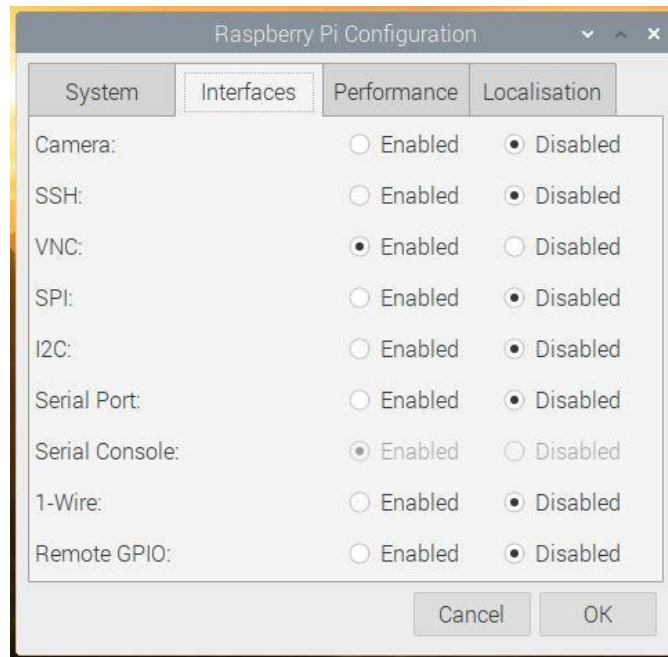 Raspberry Pi Configuration
System Interfaces Performance Localisation
Camera: Enabled Disabled
SSH: Enabled Disabled
VNC: Enabled Disabled
SPI: Enabled Disabled
I2C: Enabled Disabled
Serial Port: Enabled Disabled
Serial Console: Enabled Disabled
1-Wire: Enabled Disabled
Remote GPIO: Enabled Disabled
Cancel OK